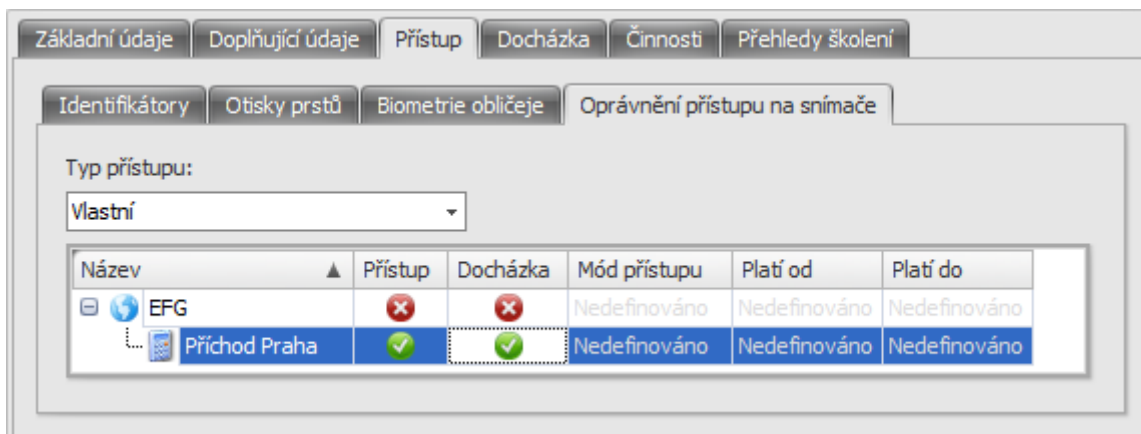 Základní údaje Doplňující údaje Přístup Docházka Činnosti Přehledy školení
Identifikátory Otisky prstů Biometrie obličeje Oprávnění přístupu na snímače
Typ přístupu:
Vlastní
Název Přístup Docházka Mód přístupu Platí od Platí do
EFG Nedefinováno Nedefinováno Nedefinováno
Příchod Praha Nedefinováno Nedefinováno Nedefinováno